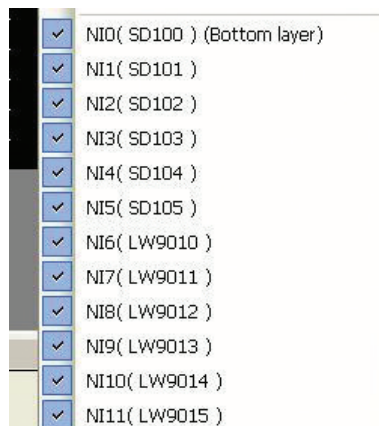 NI0( SD100 ) (Bottom layer)
NI1( SD101 )
NI2( SD102 )
NI3( SD103 )
NI4( SD104 )
NI5( SD105 )
NI6( LW9010 )
NI7( LW9011 )
NI8( LW9012 )
NI9( LW9013 )
NI10( LW9014 )
NI11( LW9015 )